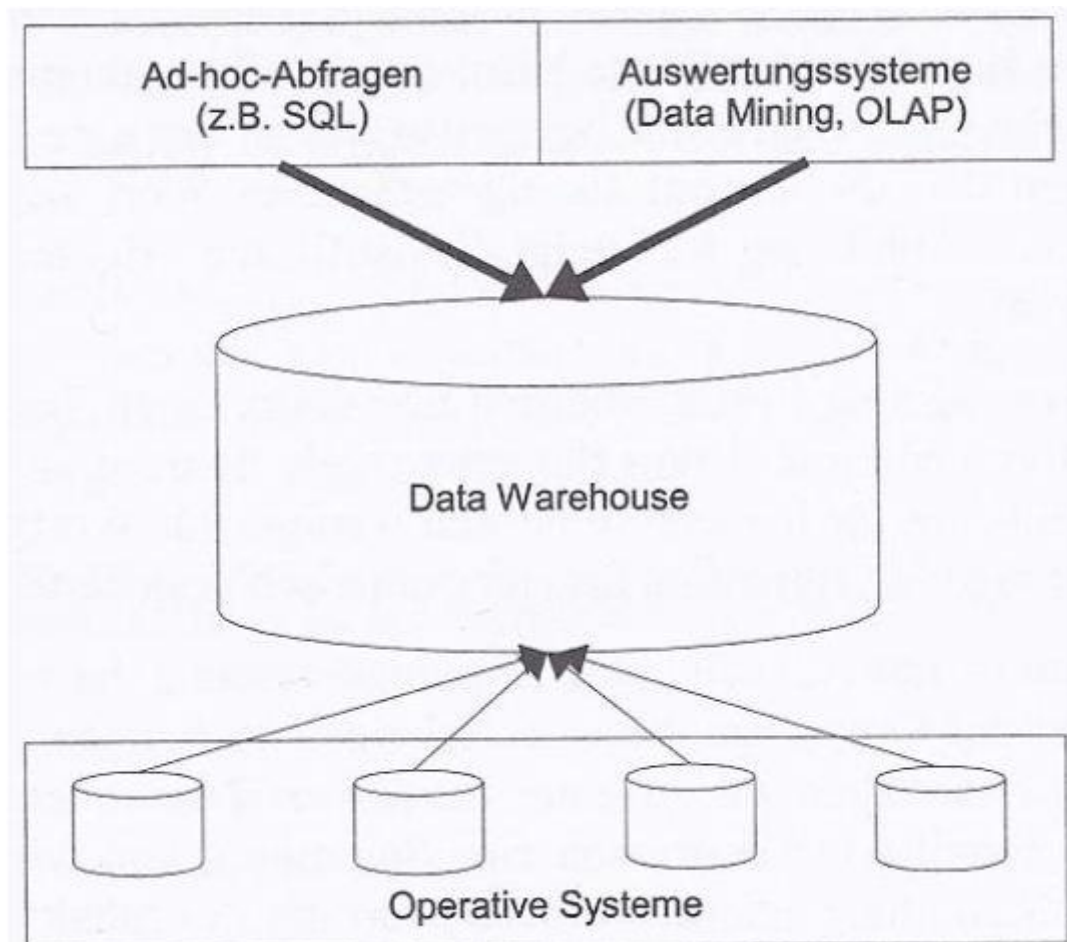 Ad-hoc-Abfragen
(z.B. SQL)
Auswertungssysteme
(Data Mining, OLAP)
Data Warehouse
Operative Systeme